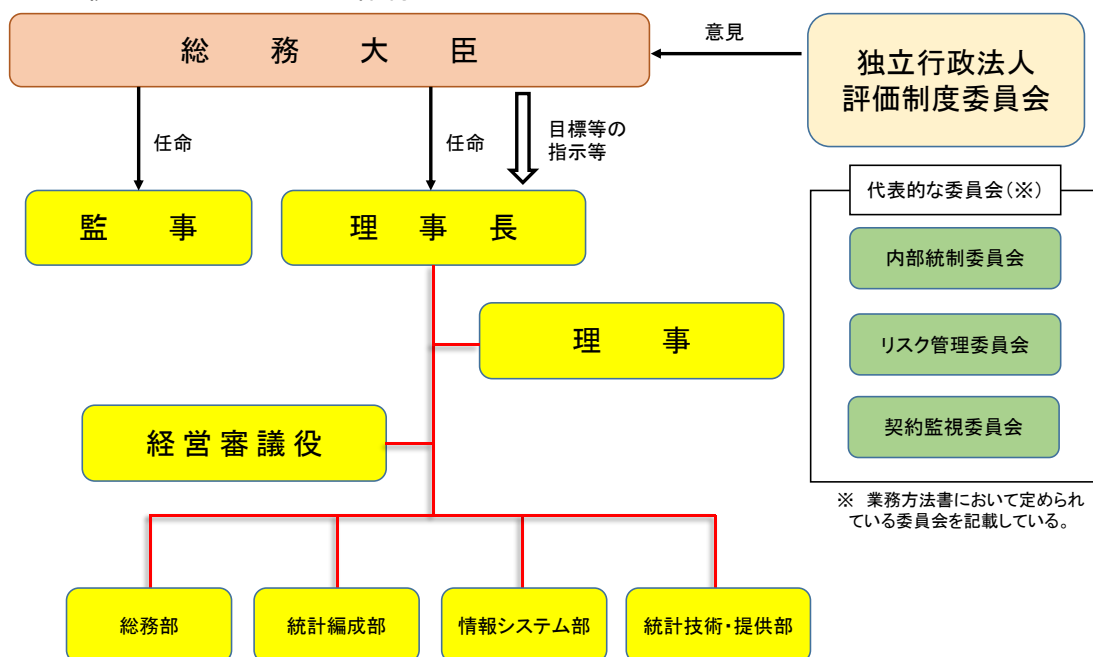 総務大臣
意見
独立行政法人
評価制度委員会
任命
任命
目標等の
指示等
監事
理事長
代表的な委員会(※)
内部統制委員会
理事
リスク管理委員会
経営審議役
契約監視委員会
※ 業務方法書において定められ
ている委員会を記載している。
総務部
統計編成部
情報システム部
統計技術・提供部